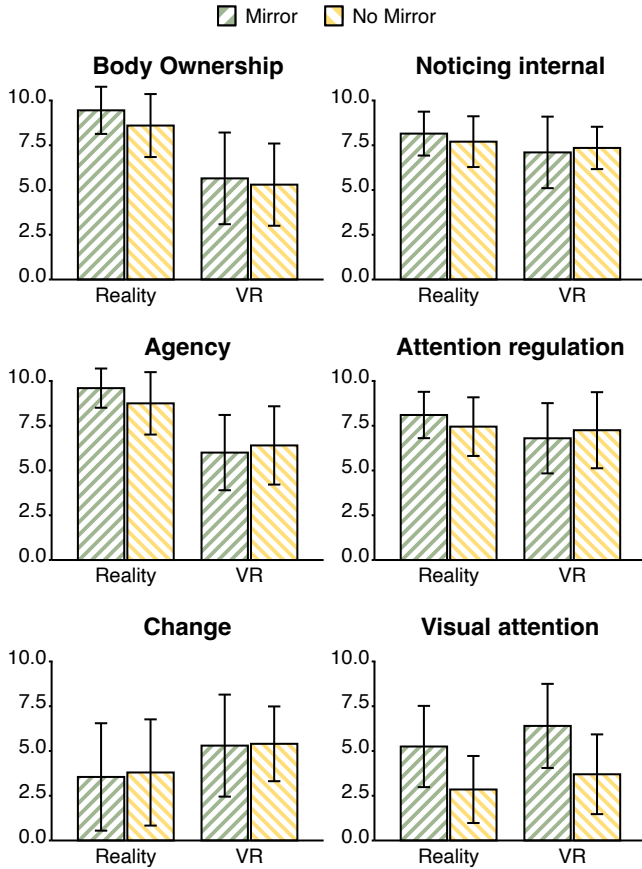 Mirror No Mirror
Body Ownership
10.0
7.5
5.0
2.5
0.0
Reality VR
Noticing internal
10.0
7.5
5.0
2.5
0.0
Reality VR
Agency
10.0
7.5
5.0
2.5
0.0
Reality VR
Attention regulation
10.0
7.5
5.0
2.5
0.0
Reality VR
Change
10.0
7.5
5.0
2.5
0.0
Reality VR
Visual attention
10.0
7.5
5.0
2.5
0.0
Reality VR